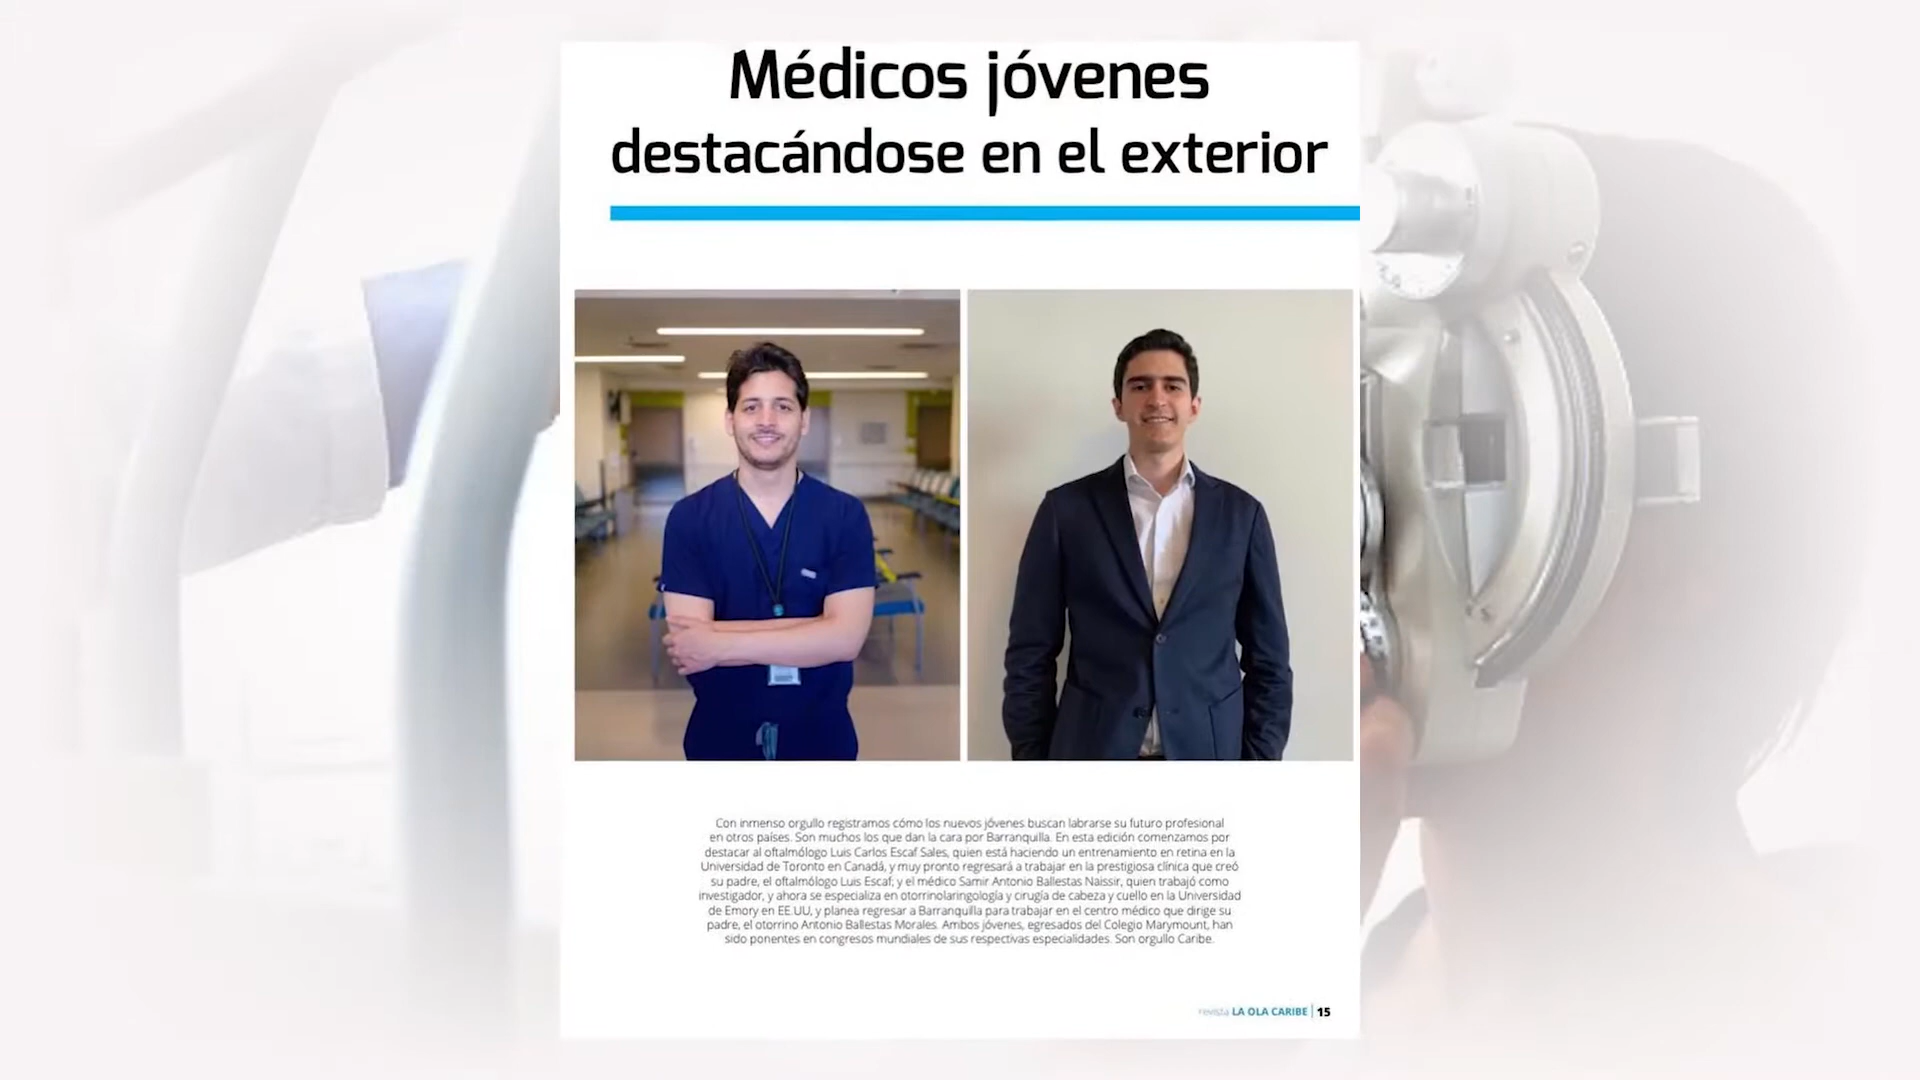 Médicos jóvenes
destacándose en el exterior
Con inmenso orgullo registramos cómo los nuevos jóvenes buscan labrarse su futuro profesional
en otros países. Son muchos los que dan la cara por Barranquilla. En esta edición comenzamos por
destacar al oftalmólogo Luis Carlos Escaf Sales, quien está haciendo un entrenamiento en retina en la
Universidad de Toronto en Canadá, y muy pronto regresará a trabajar en la prestigiosa clínica que creó
su padre, el oftalmólogo Luis Escaf; y el médico Samir Antonio Ballestas Naissir, quien trabajó como
investigador, y ahora se especializa en otorrinolaringología y cirugía de cabeza y cuello en la Universidad
de Emory en EE.UU, y planea regresar a Barranquilla para trabajar en el centro médico que dirige su
padre, el otorrino Antonio Ballestas Morales. Ambos jóvenes, egresados del Colegio Marymount, han
sido ponentes en congresos mundiales de sus respectivas especialidades. Son orgullo Caribe.
revista LA OLA CARIBE | 15